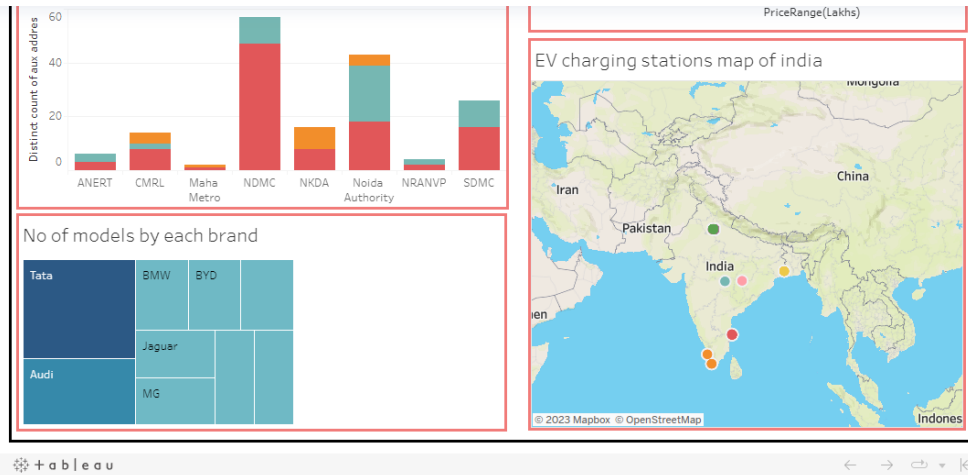 60
40
20
0
Distinct count of aux addres
ANERT
CMRL
Maha
Metro
NDMC
NKDA
Noida
Authority
NRANVP
SDMC
No of models by each brand
Tata
Audi
BMW
BYD
Jaguar
MG
PriceRange(Lakhs)
EV charging stations map of india
Mongolia
China
Iran
Pakistan
India
en
Indones
© 2023 Mapbox © OpenStreetMap
+ableau